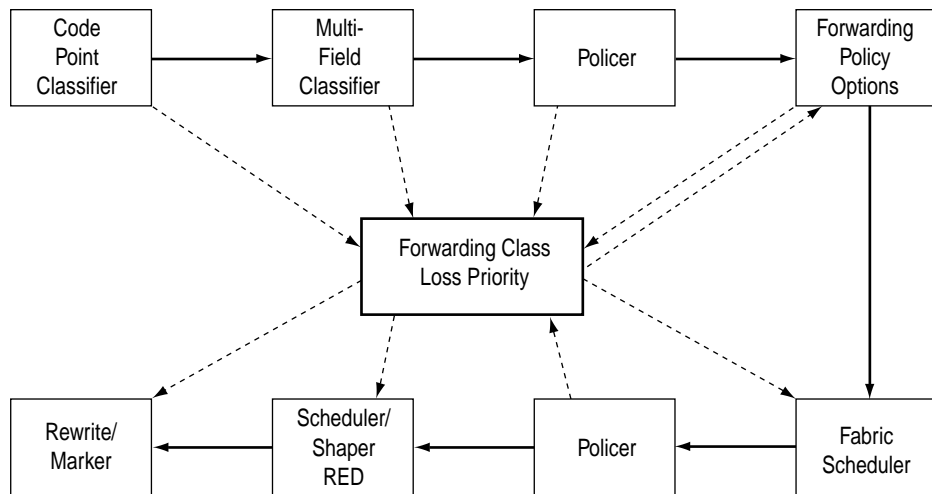 Code
Point
Classifier
Multi-
Field
Classifier
Policer
Forwarding
Policy
Options
Forwarding Class
Loss Priority
Rewrite/
Marker
Scheduler/
Shaper
RED
Policer
Fabric
Scheduler